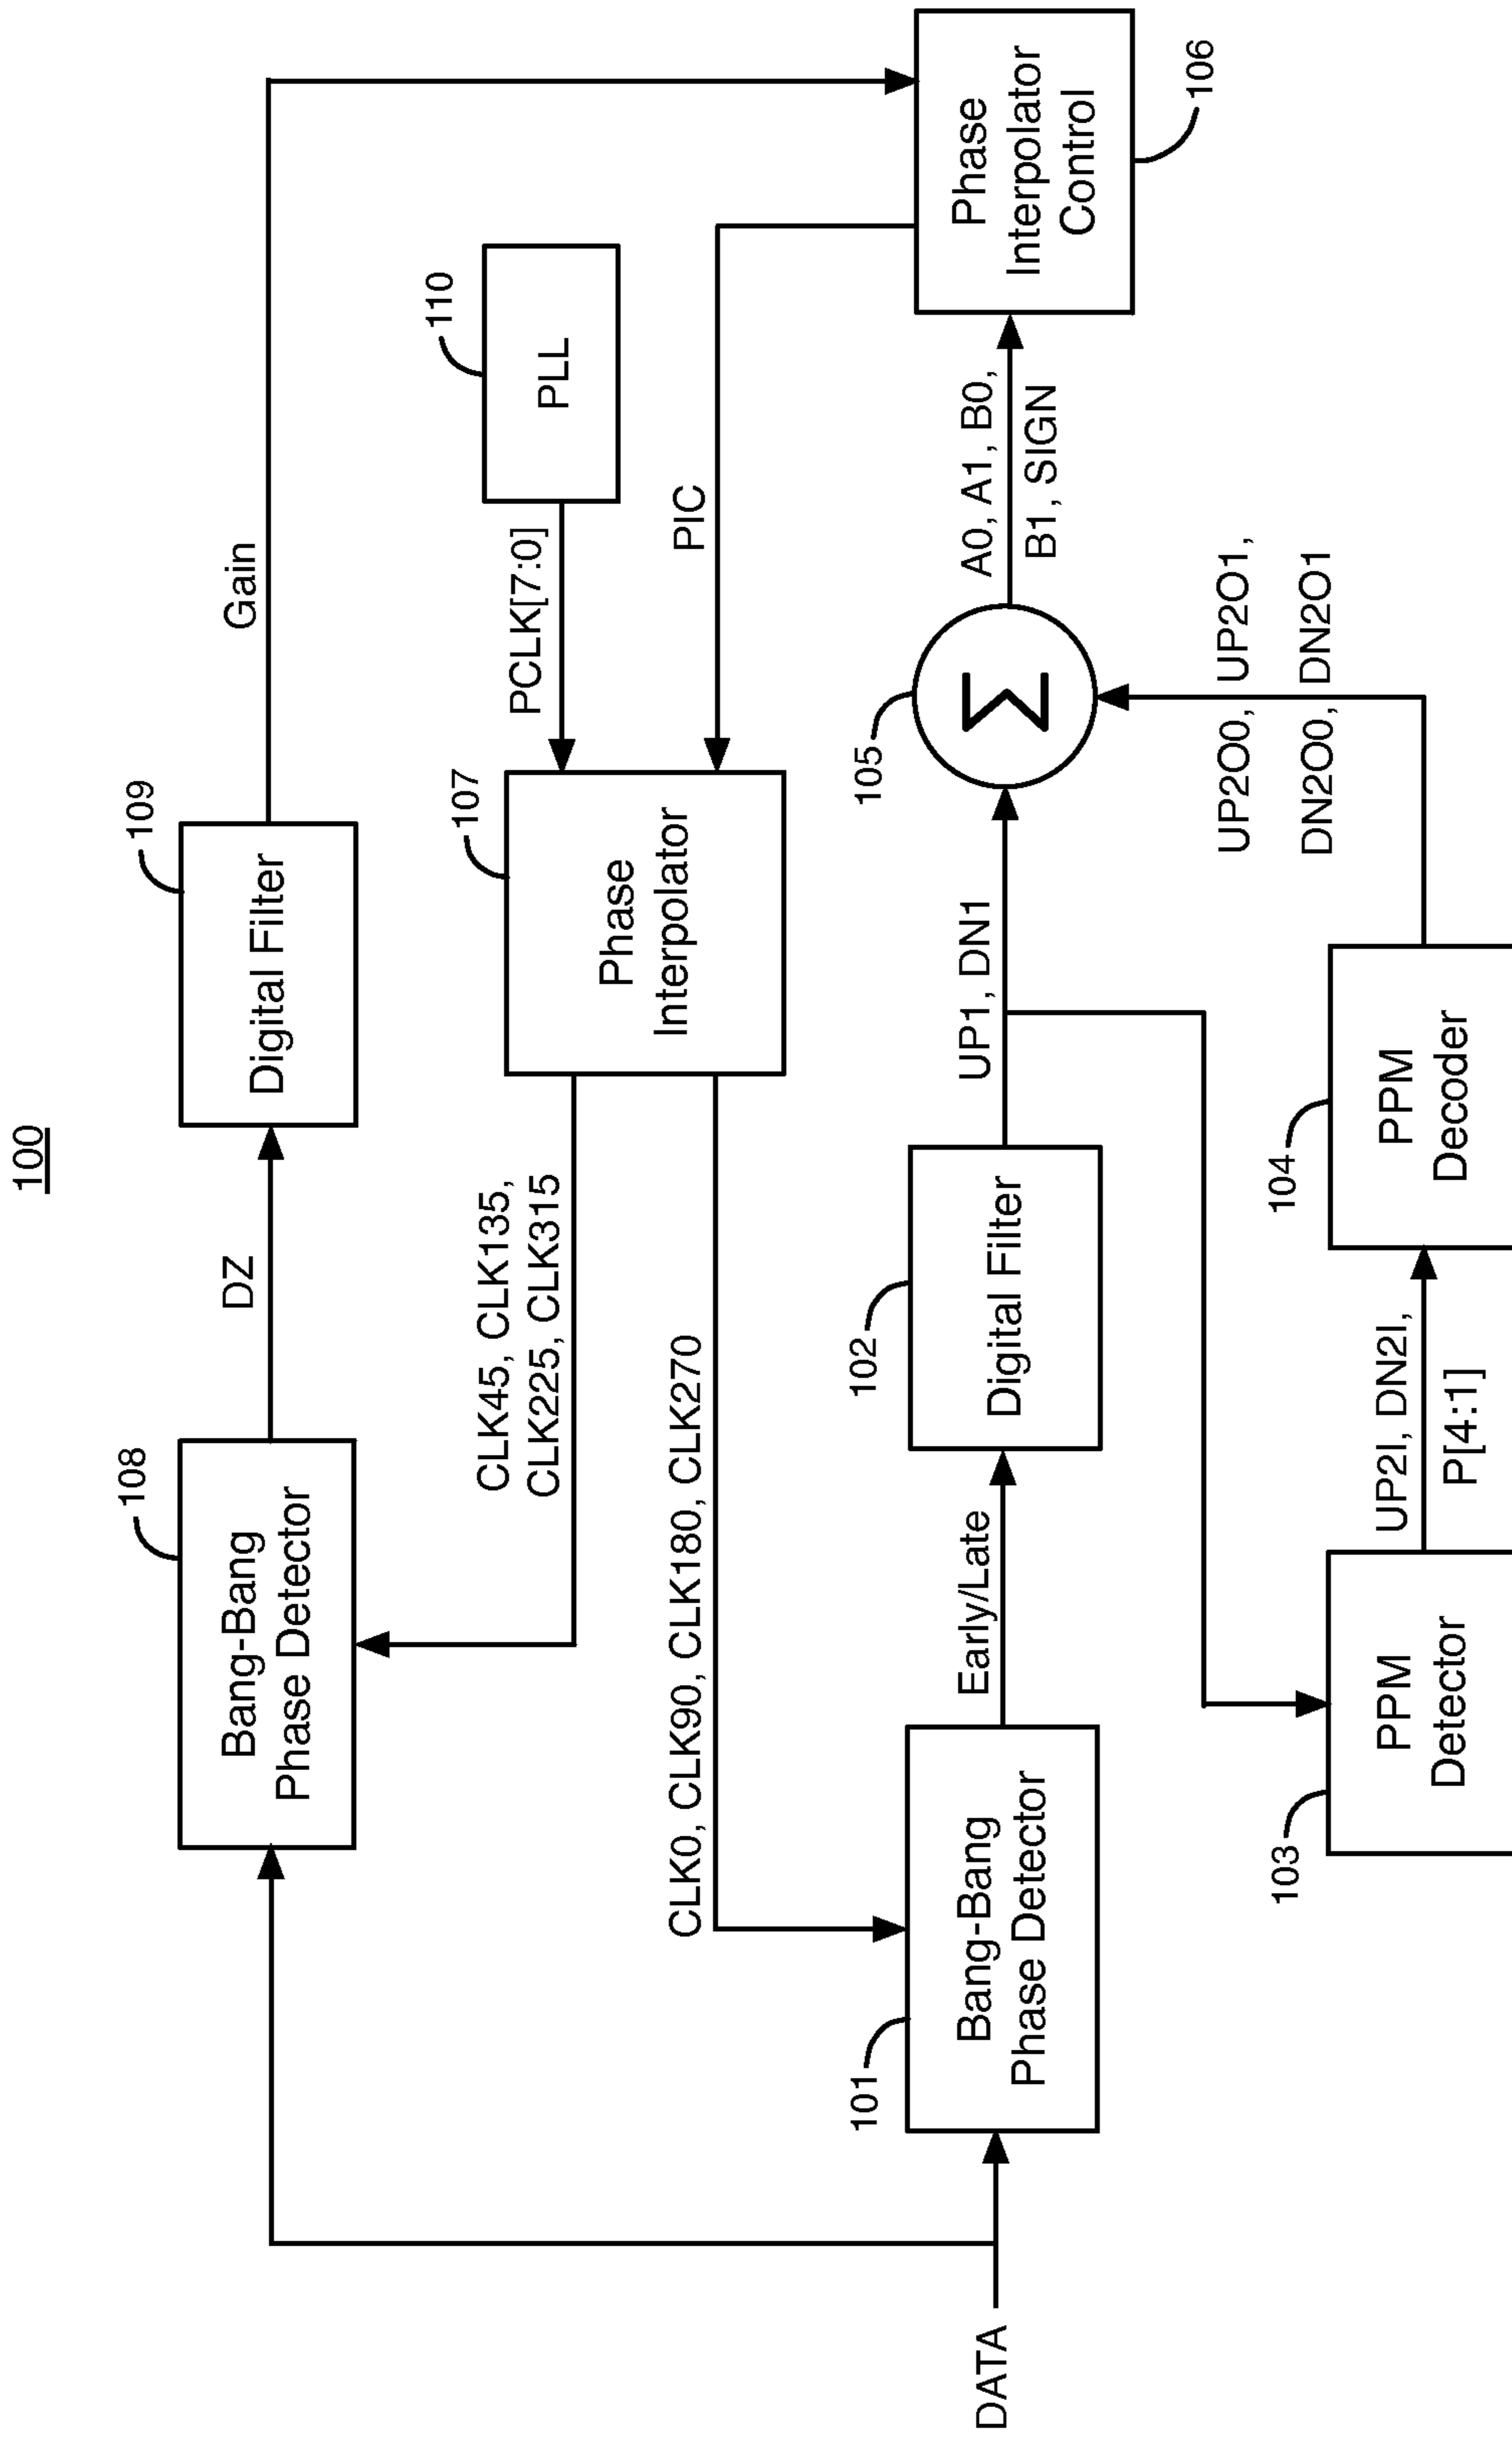 100
108
Bang-Bang
Phase Detector
DZ
109
Digital Filter
Gain
CLK45, CLK135,
CLK225, CLK315
107
Phase
Interpolator
PCLK[7:0]
110
PLL
CLK0, CLK90, CLK180, CLK270
PIC
DATA
101
Bang-Bang
Phase Detector
Early/Late
102
Digital Filter
UP1, DN1
105
Σ
A0, A1, B0,
B1, SIGN
Phase
Interpolator
Control
106
103
PPM
Detector
UP2I, DN2I,
P[4:1]
104
PPM
Decoder
UP2O0, UP2O1,
DN2O0, DN2O1